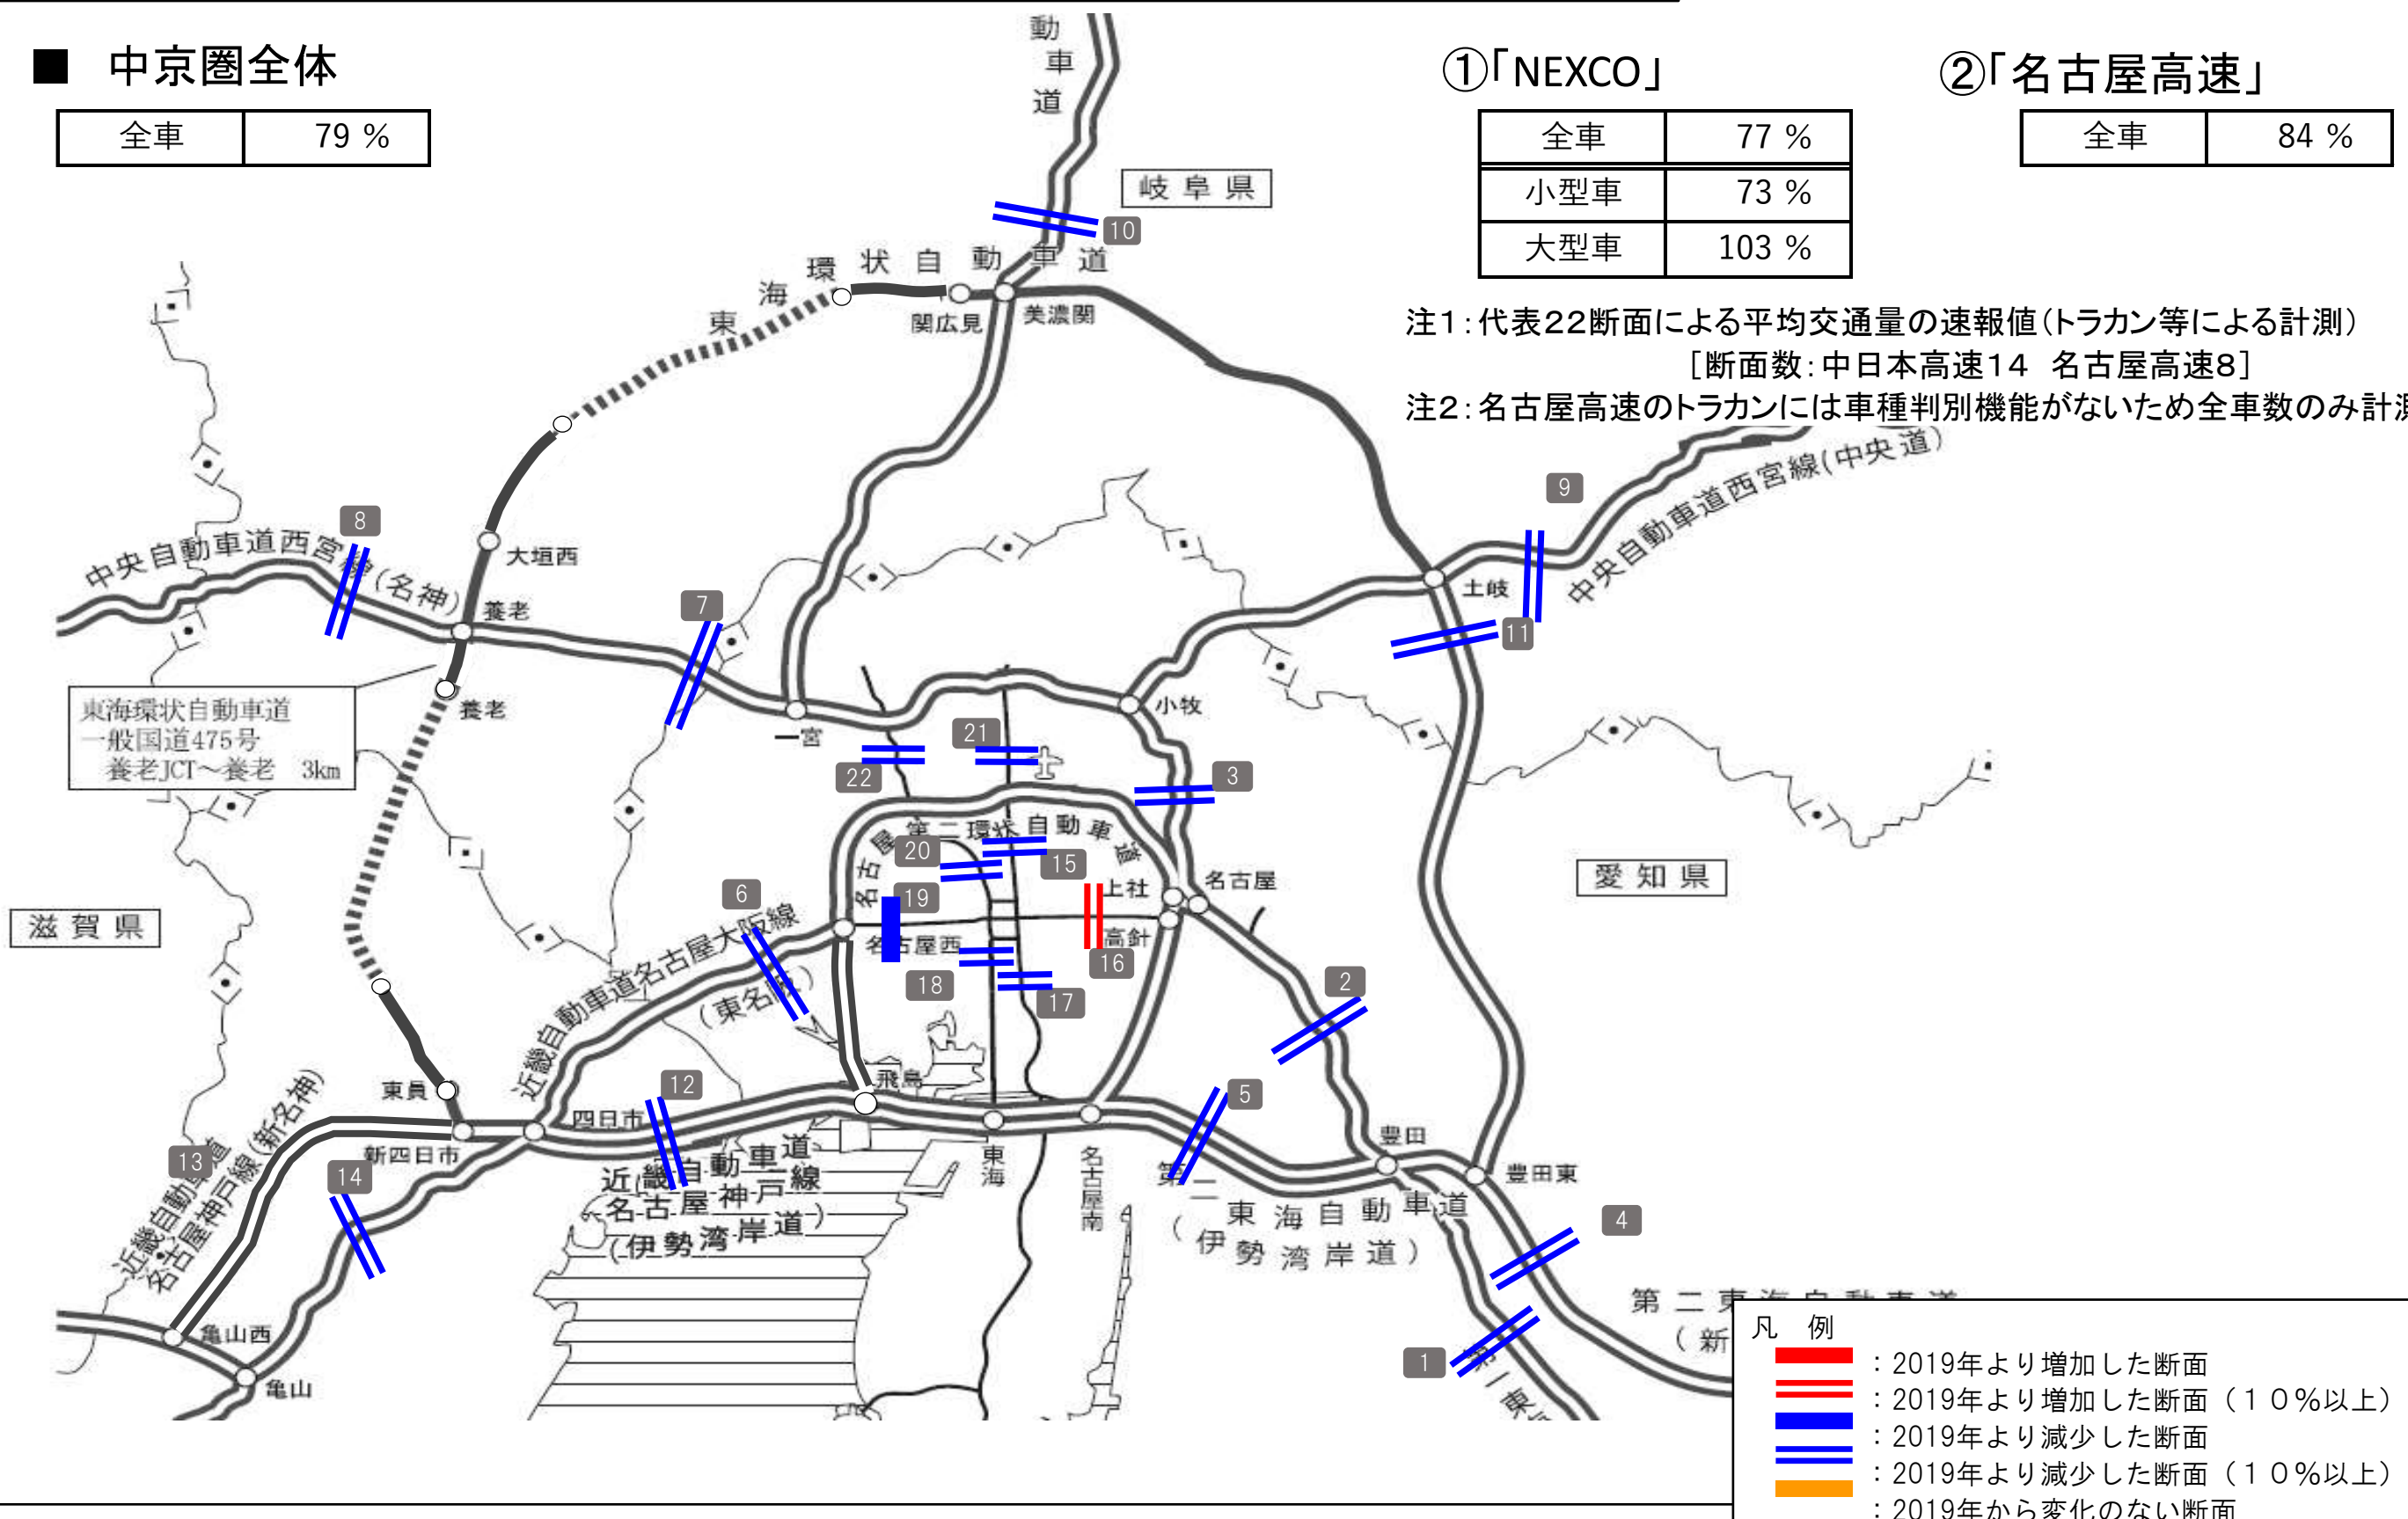 ■ 中京圏全体
全車 79 %
①「NEXCO」
全車 77 %
小型車 73 %
大型車 103 %
②「名古屋高速」
全車 84 %
注1：代表22断面による平均交通量の速報値（トラカン等による計測）
［断面数：中日本高速14 名古屋高速8］
注2：名古屋高速のトラカンには車種判別機能がないため全車数のみ計測
動車道
岐阜県
10
東海環状自動車道
関広見
美濃関
9
中央自動車道西宮線(中央道)
8
中央自動車道西宮線(名神)
大垣西
養老
7
土岐
11
養老
東海環状自動車道
一般国道475号
養老JCT～養老 3km
一宮
小牧
21
22
3
名古屋第二環状自動車道
20
15
上社
名古屋
愛知県
6
19
滋賀県
名古屋西
高針
16
近畿自動車道名古屋大阪線
(東名阪)
18
17
2
12
飛島
東員
5
四日市
新四日市
13
14
近畿自動車道
名古屋神戸線(新名神)
近畿自動車道
名古屋神戸線
(伊勢湾岸道)
東海
名古屋南
豊田
豊田東
第二東海自動車道
(伊勢湾岸道)
4
亀山西
亀山
1
第一東
第二東海自動車道
(新
凡 例
：2019年より増加した断面
：2019年より増加した断面（１０％以上）
：2019年より減少した断面
：2019年より減少した断面（１０％以上）
：2019年から変化のない断面